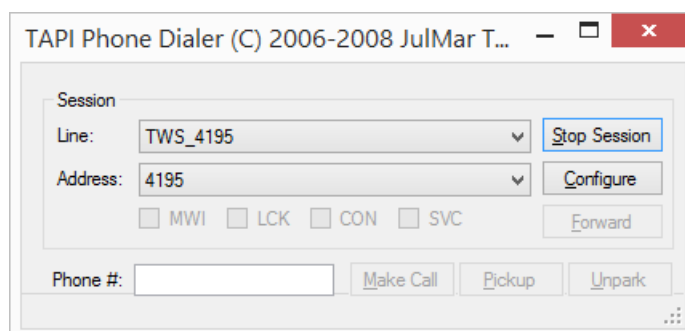 TAPI Phone Dialer (C) 2006-2008 JulMar T...
Session
Line: TWS_4195 Stop Session
Address: 4195 Configure
MWI LCK CON SVC Forward
Phone #: Make Call Pickup Unpark